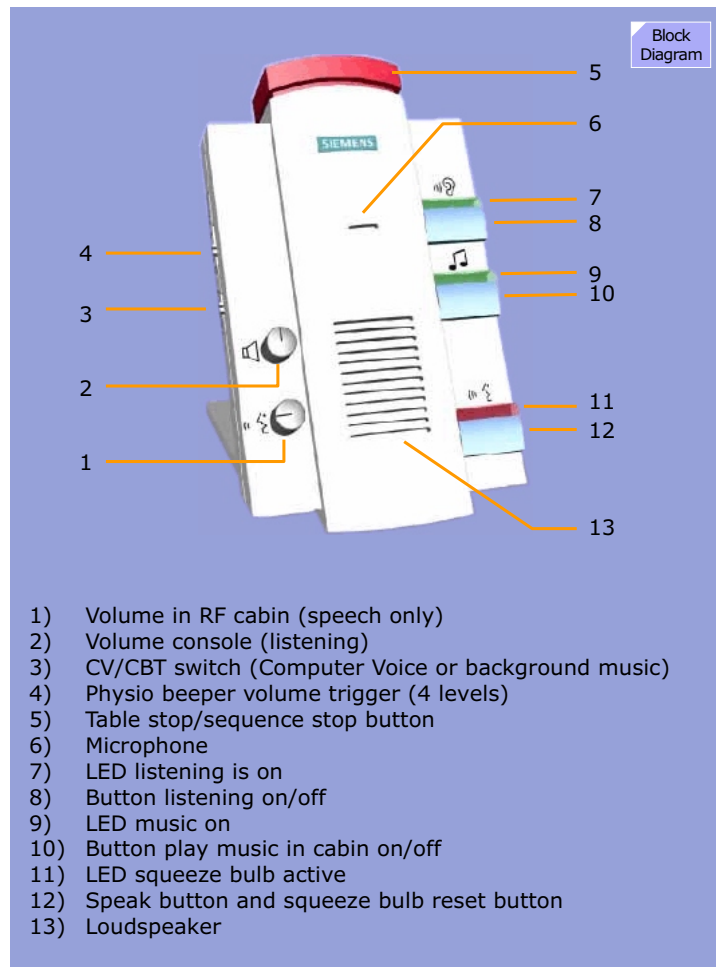 Block
Diagram
5
6
SIEMENS
7
8
4
9
10
3
2
11
12
1
13
1) Volume in RF cabin (speech only)
2) Volume console (listening)
3) CV/CBT switch (Computer Voice or background music)
4) Physio beeper volume trigger (4 levels)
5) Table stop/sequence stop button
6) Microphone
7) LED listening is on
8) Button listening on/off
9) LED music on
10) Button play music in cabin on/off
11) LED squeeze bulb active
12) Speak button and squeeze bulb reset button
13) Loudspeaker